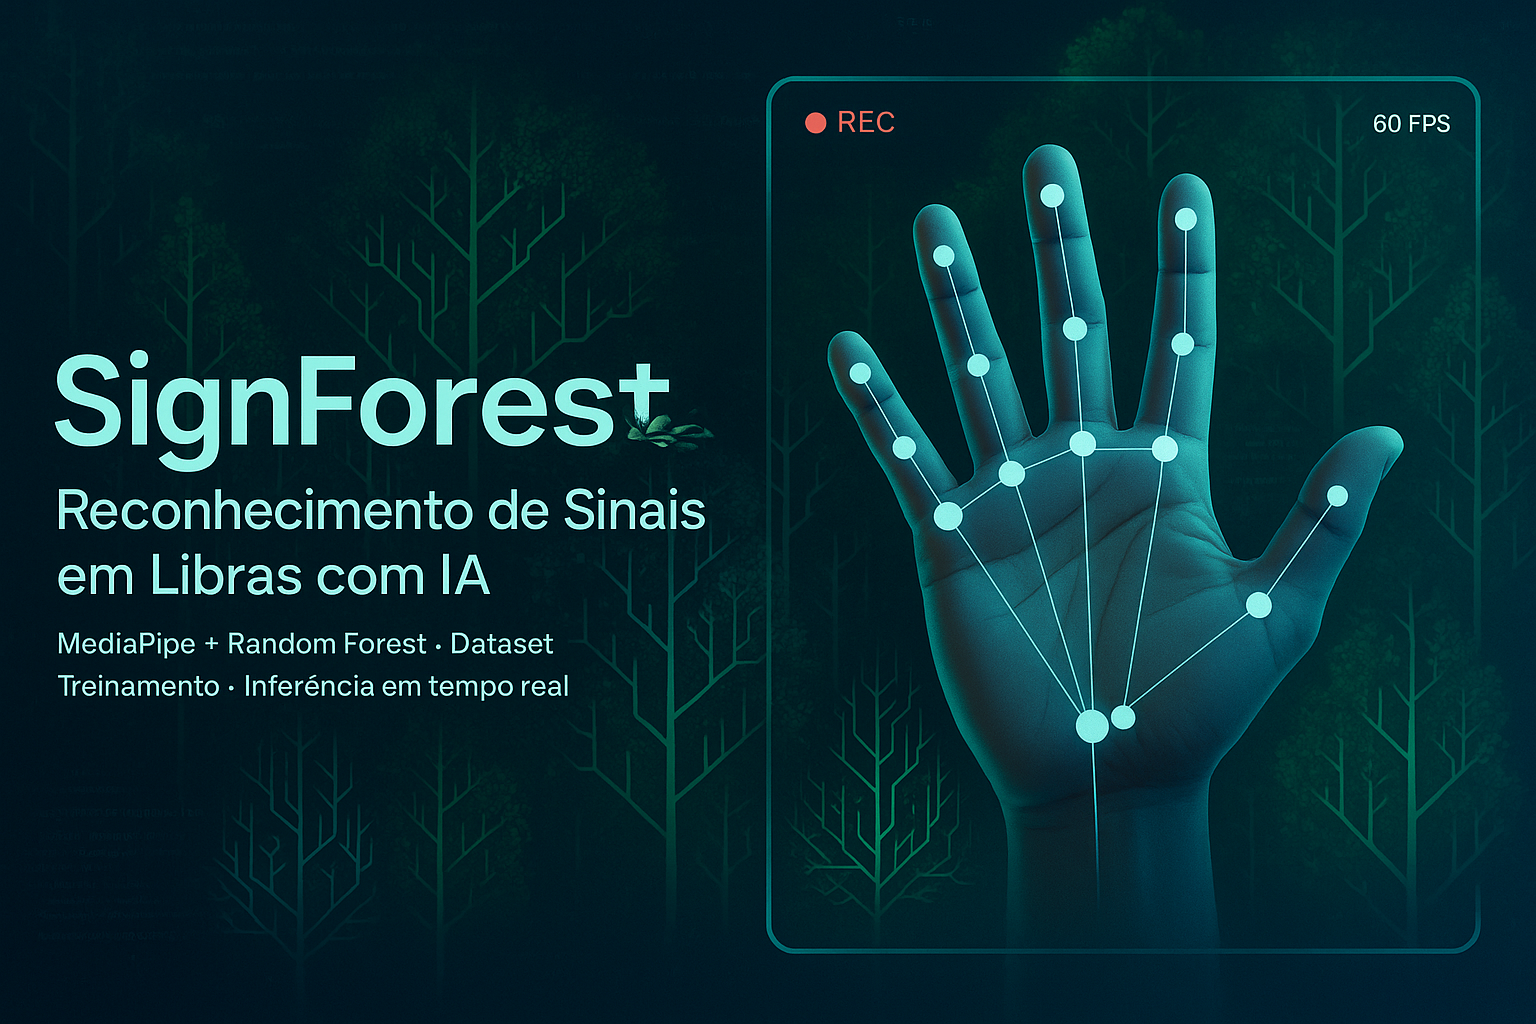 SignForest
Reconhecimento de Sinais
em Libras com IA
MediaPipe + Random Forest · Dataset
Treinamento · Inferéncia em tempo real
REC
60 FPS